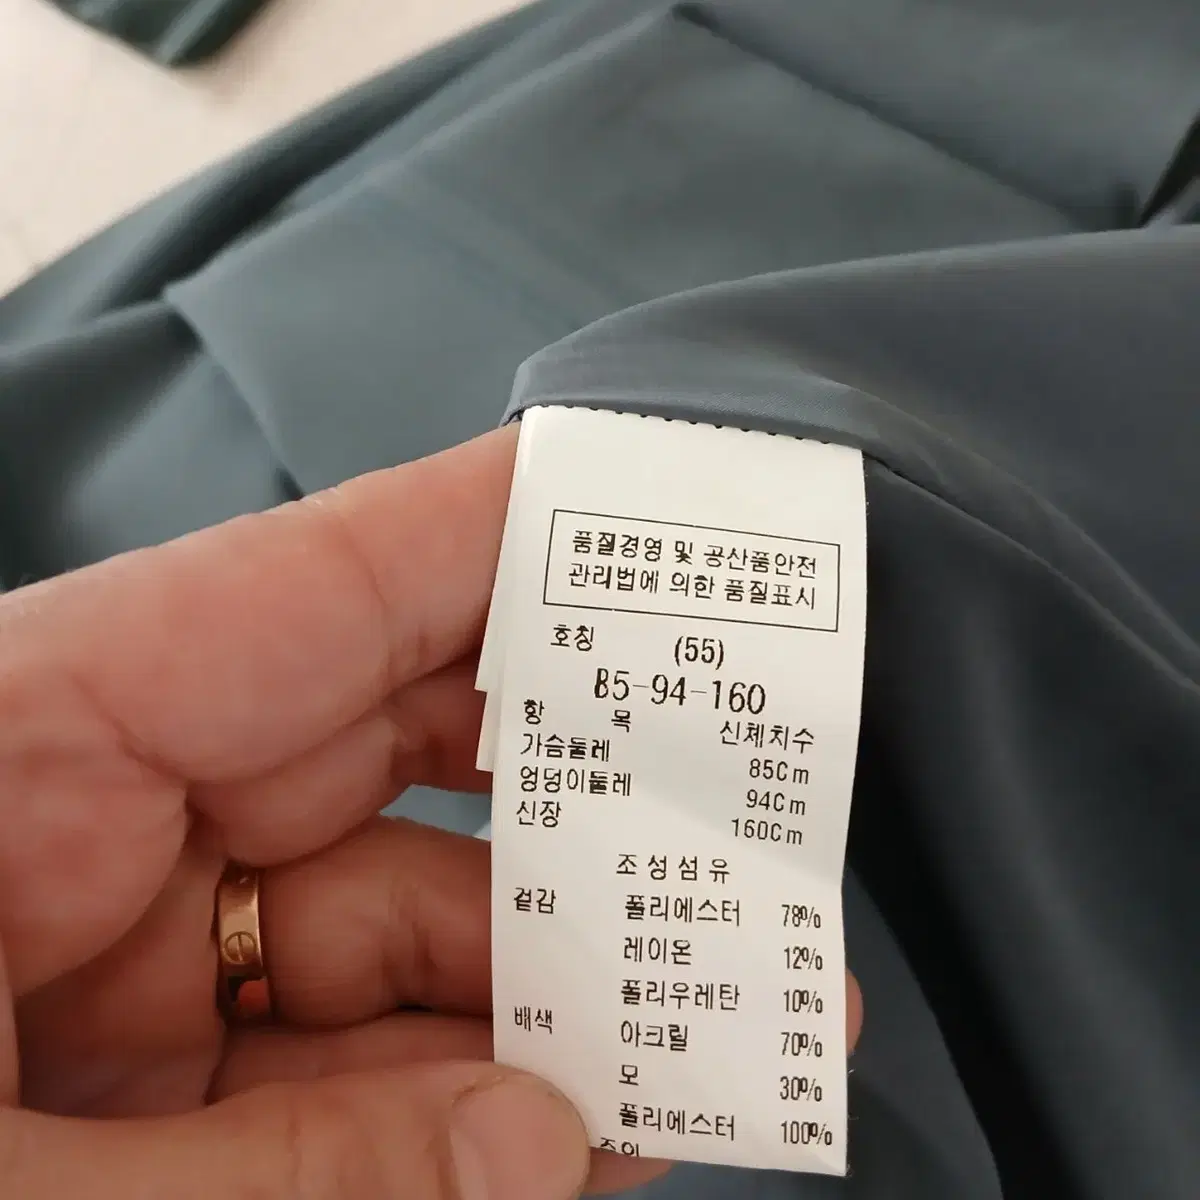 품질경영 및 공산품안전
관리법에 의한 품질표시
호칭 (55)
85-94-160
항 목 신체치수
가슴둘레 85Cm
엉덩이둘레 94Cm
신장 160Cm
조성섬유
겉감 폴리에스터 78%
레이온 12%
폴리우레탄 10%
배색 아크릴 70%
모 30%
폴리에스터 100%